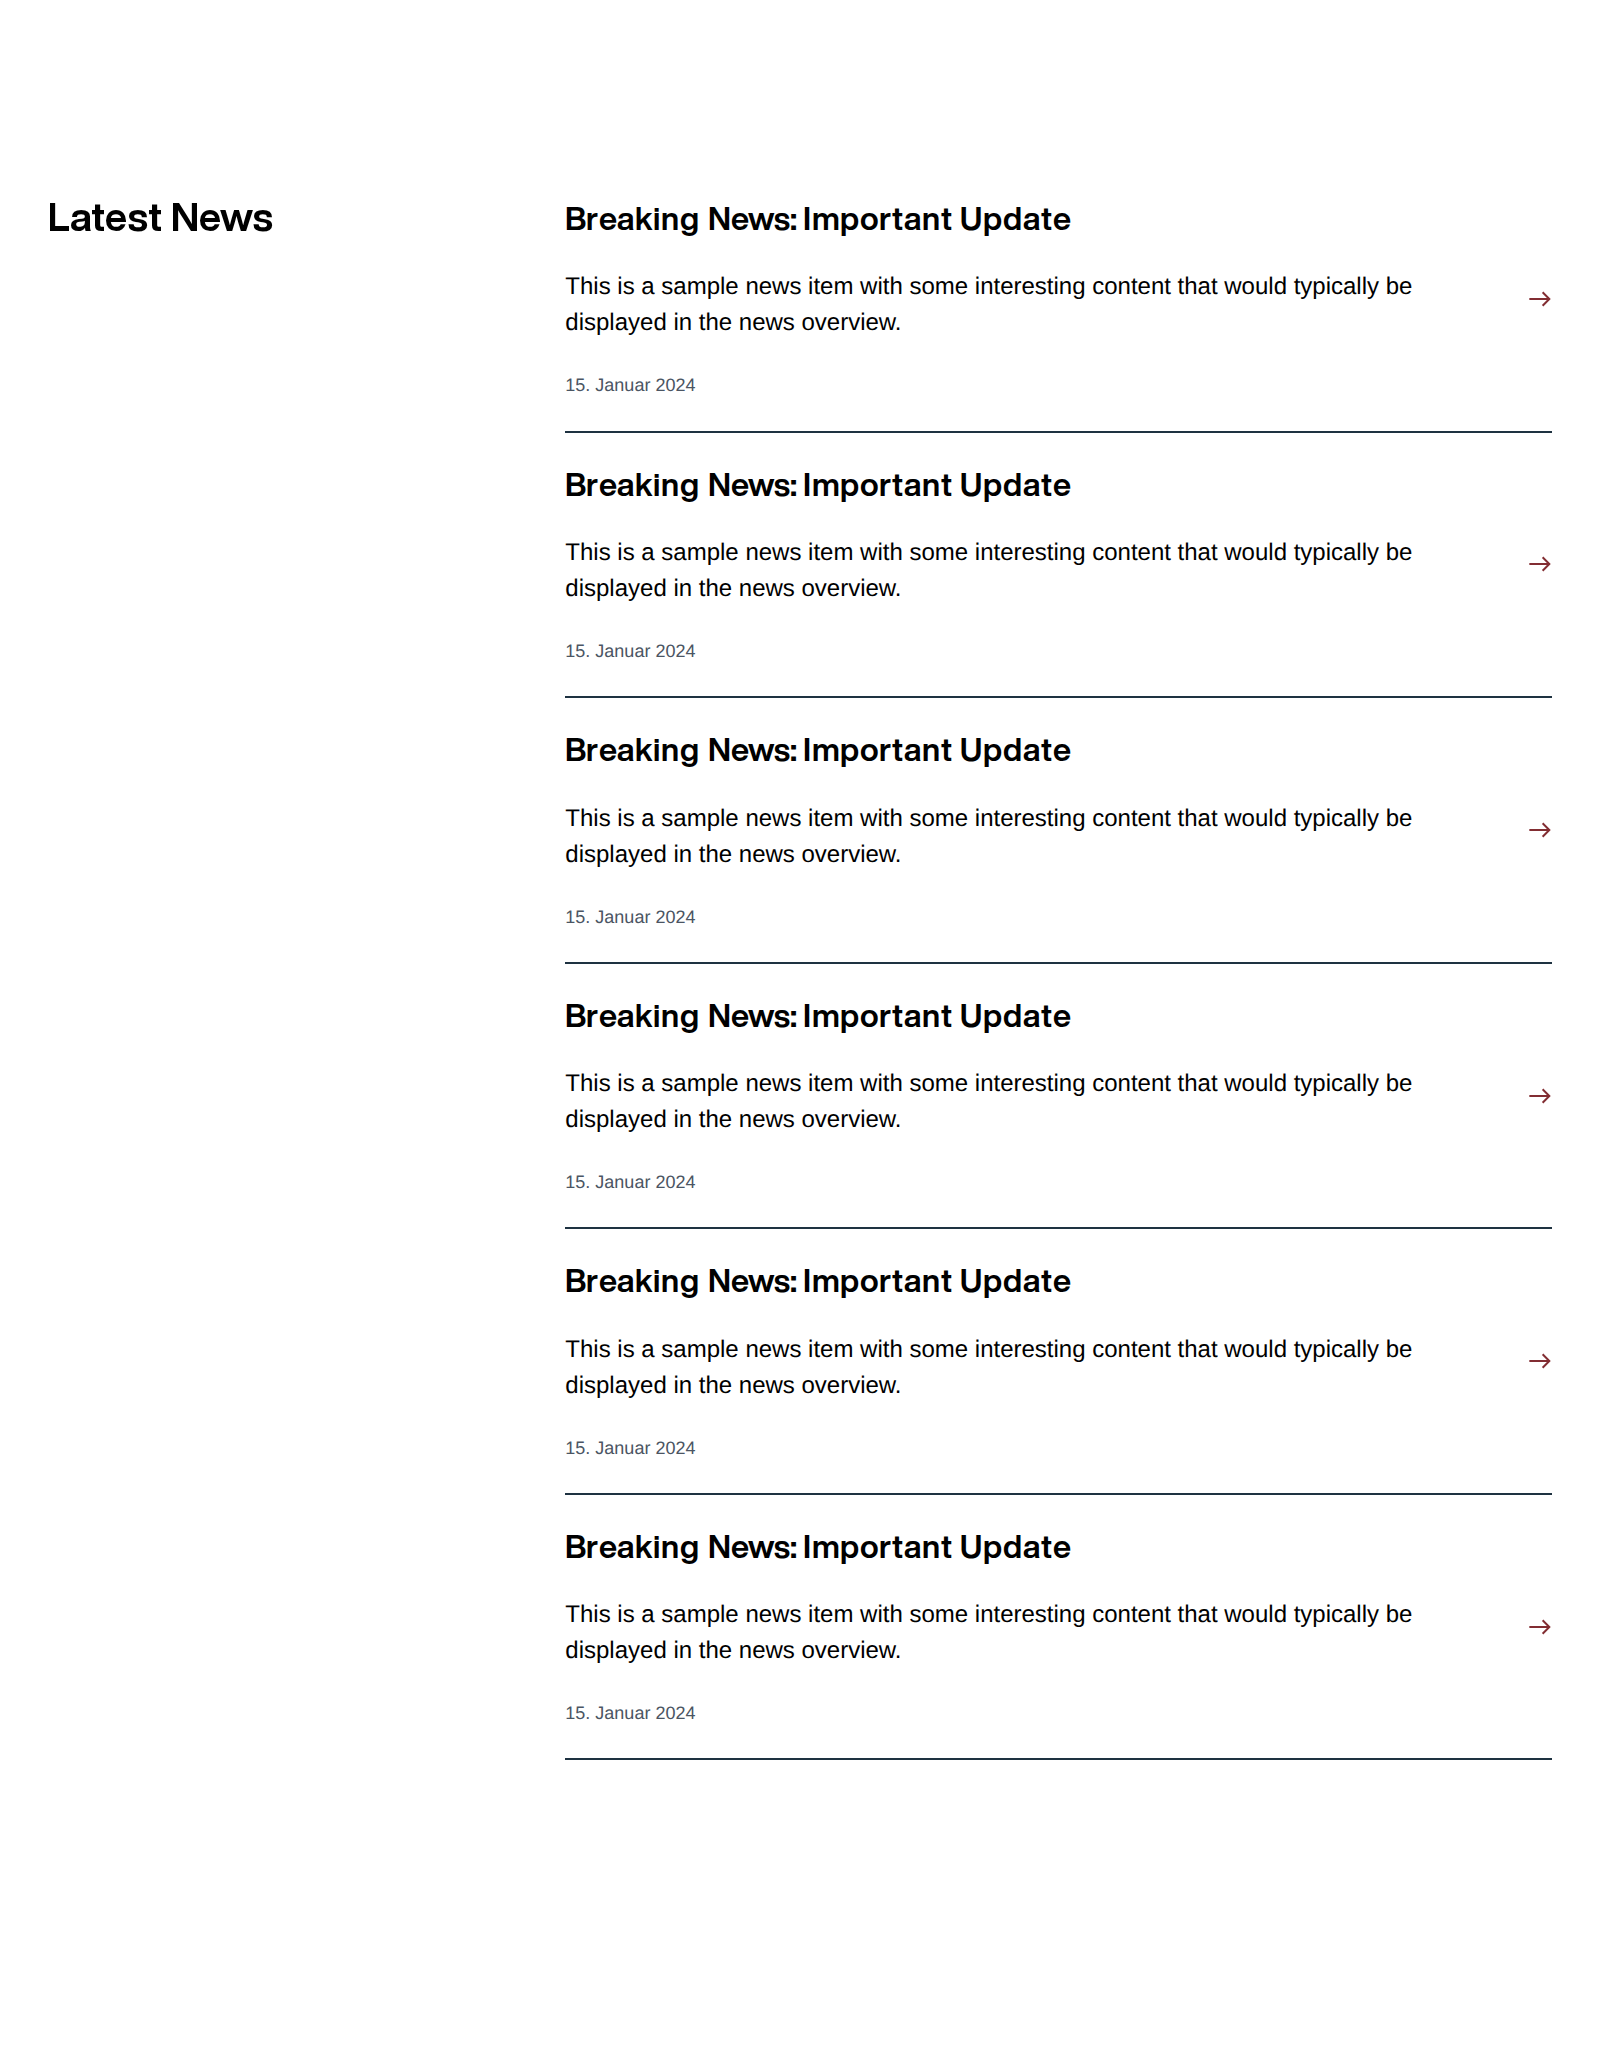 Latest News
Breaking News: Important Update
This is a sample news item with some interesting content that would typically be
displayed in the news overview.
15. Januar 2024
Breaking News: Important Update
This is a sample news item with some interesting content that would typically be
displayed in the news overview.
15. Januar 2024
Breaking News: Important Update
This is a sample news item with some interesting content that would typically be
displayed in the news overview.
15. Januar 2024
Breaking News: Important Update
This is a sample news item with some interesting content that would typically be
displayed in the news overview.
15. Januar 2024
Breaking News: Important Update
This is a sample news item with some interesting content that would typically be
displayed in the news overview.
15. Januar 2024
Breaking News: Important Update
This is a sample news item with some interesting content that would typically be
displayed in the news overview.
15. Januar 2024